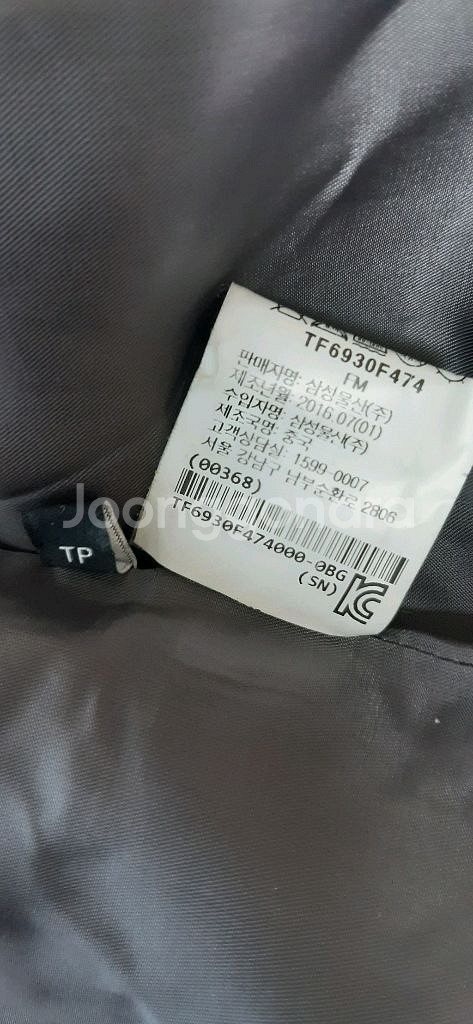 TF6930F474
FM
판매자명: 삼성물산(주)
제조년월: 2016.07(01)
수입자명: 삼성물산(주)
제조국명: 중국
고객상담실: 1599-0007
서울 강남구 남부순화로 2806
(00368)
TF6930F474000-0BG
(SN)
TP
Joongonara